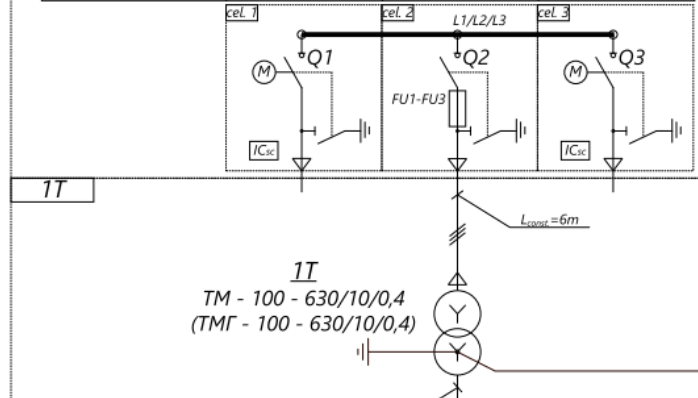 cel. 1
cel. 2
cel. 3
L1/L2/L3
Q1
Q2
Q3
M
M
FU1-FU3
ICsc
ICsc
1T
Lconst.=6m
1T
ТМ - 100 - 630/10/0,4
(ТМГ - 100 - 630/10/0,4)
Y
Y